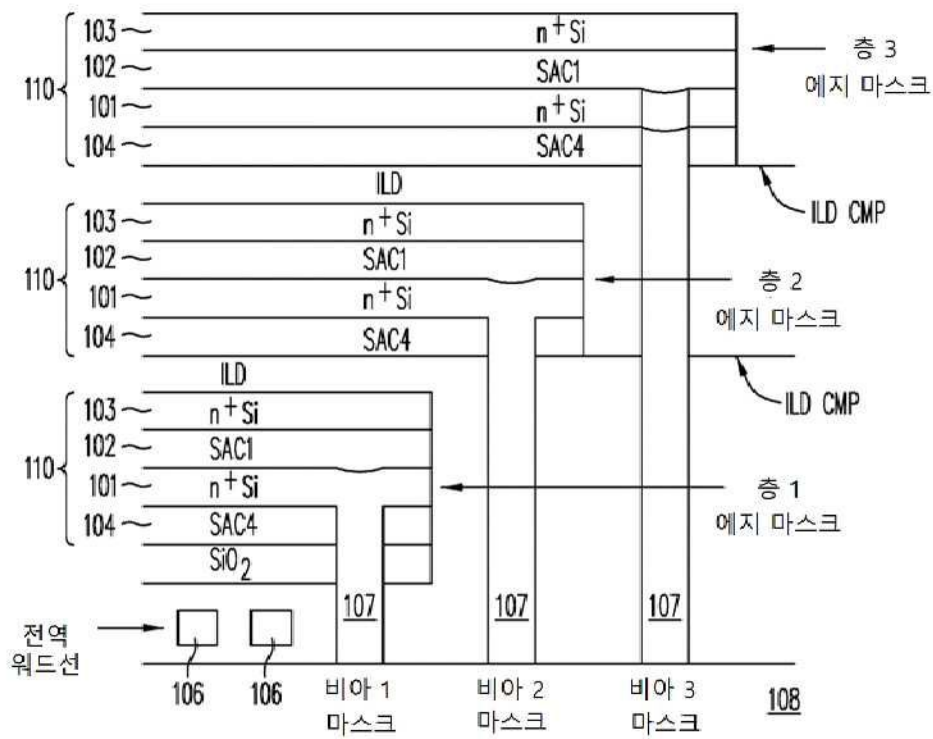 103 n+Si
층 3
에지 마스크
102 SAC1
110
101 n+Si
104 SAC4
ILD
ILD CMP
103 n+Si
102 SAC1
110
층 2
에지 마스크
101 n+Si
104 SAC4
ILD
ILD CMP
103 n+Si
102 SAC1
110
101 n+Si
층 1
에지 마스크
104 SAC4
SiO2
107 107 107
전역
워드선
106 106
비아 1
마스크
비아 2
마스크
비아 3
마스크
108